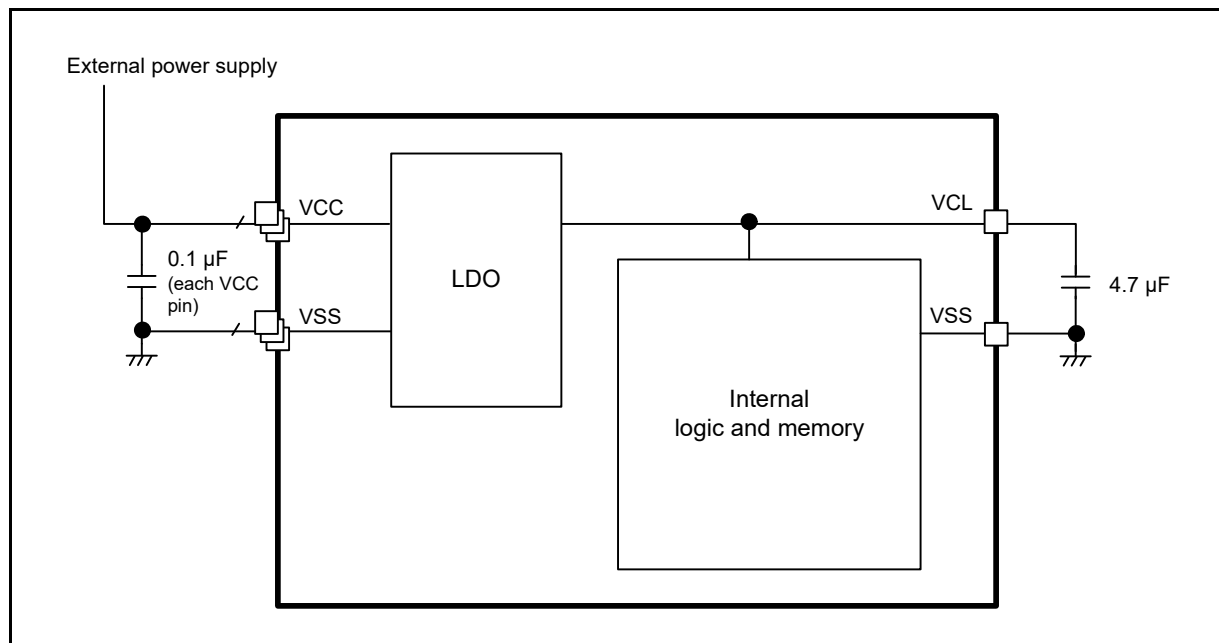 External power supply
VCC
VCL
0.1 µF
(each VCC
pin)
LDO
4.7 µF
VSS
VSS
Internal
logic and memory